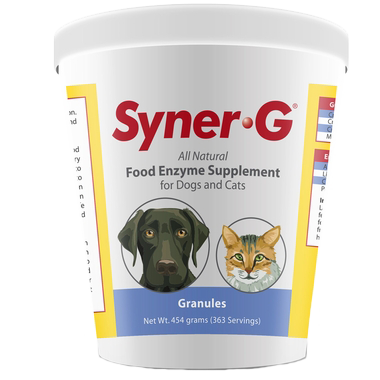 Syner•G®
All Natural
Food Enzyme Supplement
for Dogs and Cats
Granules
Net Wt. 454 grams (363 Servings)